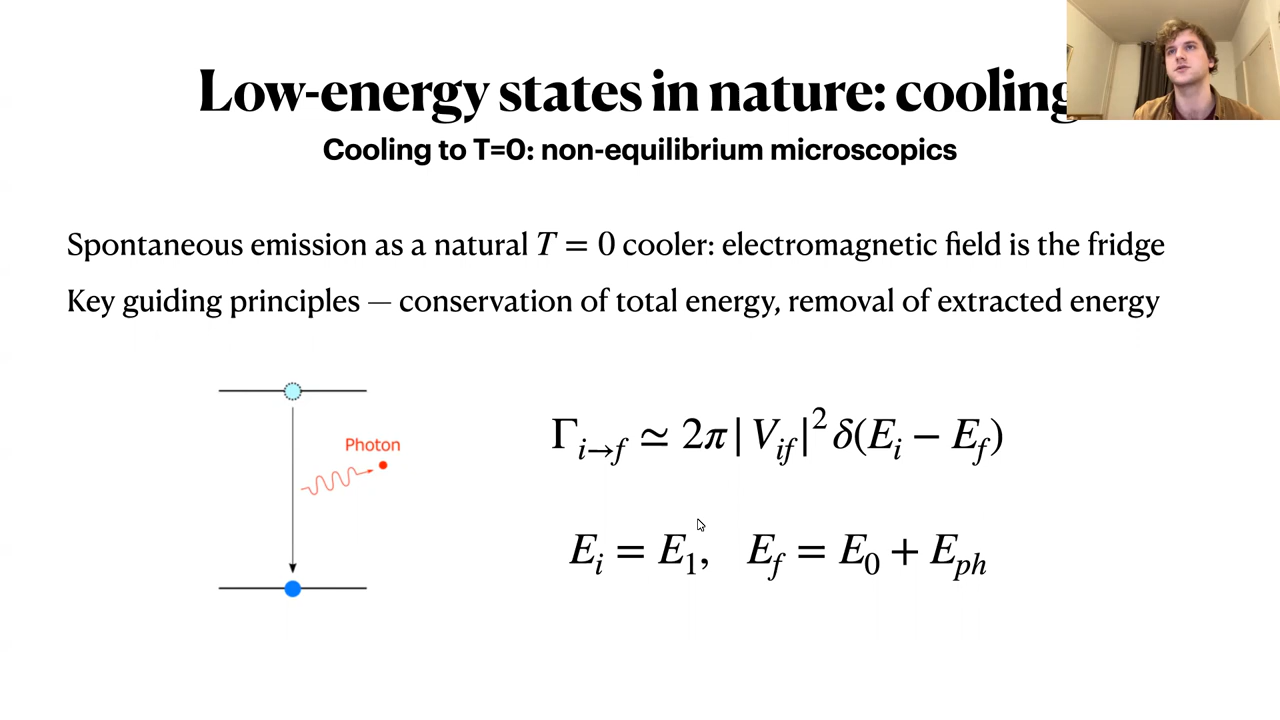 Low-energy states in nature: cooling
Cooling to T=0: non-equilibrium microscopics
Spontaneous emission as a natural T = 0 cooler: electromagnetic field is the fridge
Key guiding principles — conservation of total energy, removal of extracted energy
Photon
Γ_{i→f} ≃ 2π|V_{if}|² δ(E_i − E_f)
E_i = E_1, E_f = E_0 + E_{ph}